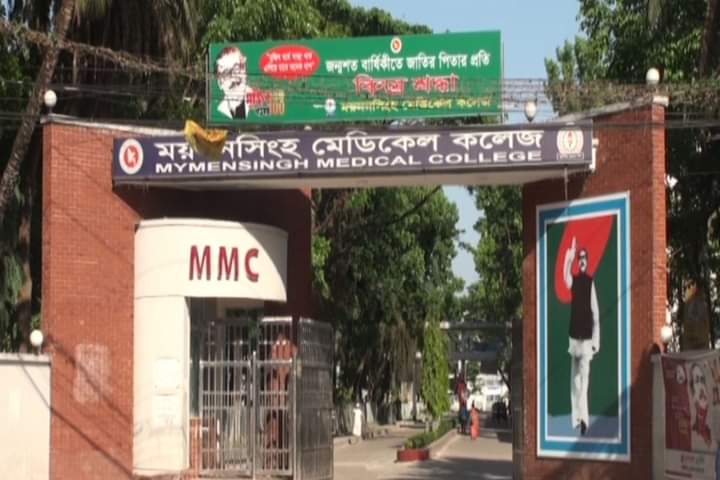 জন্মশত বার্ষিকীতে জাতির পিতার প্রতি
বিনম্র শ্রদ্ধা
ময়মনসিংহ মেডিকেল কলেজ
ময়মনসিংহ মেডিকেল কলেজ
MYMENSINGH MEDICAL COLLEGE
MMC